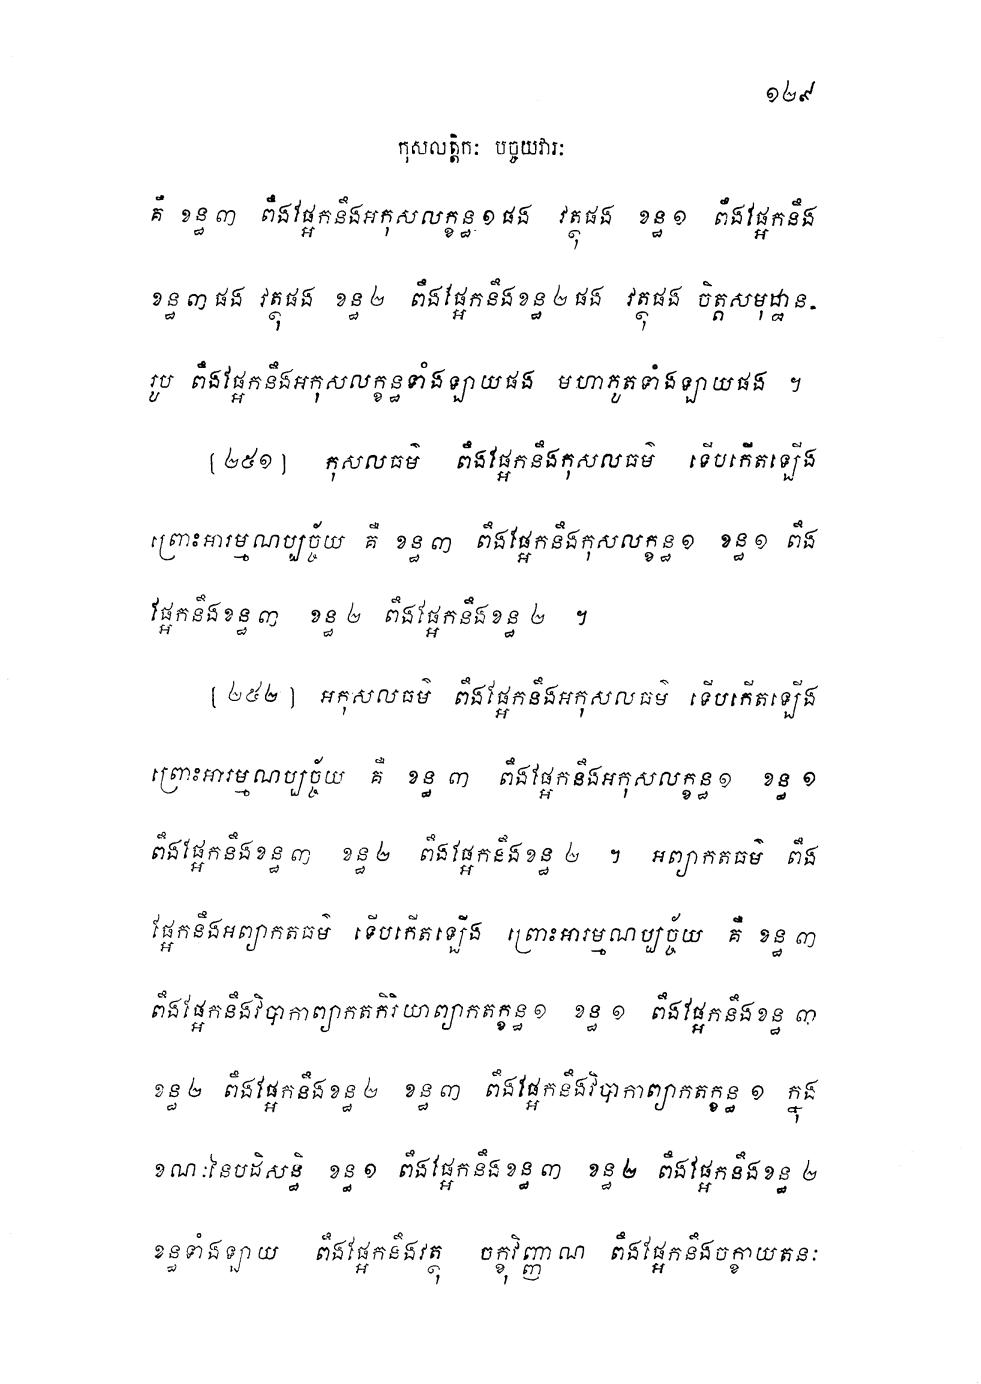 ១២៩
កុសលត្តិក: បច្ចយវារ:
គឺ ខន្ធ ៣ ពឹងផ្អែកនឹងអកុសលក្ខន្ធ ១ ផង វត្ថុផង ខន្ធ ១ ពឹងផ្អែកនឹង
ខន្ធ ៣ ផង វត្ថុផង ខន្ធ ២ ពឹងផ្អែកនឹងខន្ធ ២ ផង វត្ថុផង ចិត្តសមុដ្ឋាន-
រូប ពឹងផ្អែកនឹងអកុសលក្ខន្ធទាំងឡាយផង មហាភូតទាំងឡាយផង ។
[២៥១] កុសលធម៌ ពឹងផ្អែកនឹងកុសលធម៌ ទើបកើតឡើង
ព្រោះអារម្មណប្បច្ច័យ គឺ ខន្ធ ៣ ពឹងផ្អែកនឹងកុសលក្ខន្ធ ១ ខន្ធ ១ ពឹង
ផ្អែកនឹងខន្ធ ៣ ខន្ធ ២ ពឹងផ្អែកនឹងខន្ធ ២ ។
[២៥២] អកុសលធម៌ ពឹងផ្អែកនឹងអកុសលធម៌ ទើបកើតឡើង
ព្រោះអារម្មណប្បច្ច័យ គឺ ខន្ធ ៣ ពឹងផ្អែកនឹងអកុសលក្ខន្ធ ១ ខន្ធ ១
ពឹងផ្អែកនឹងខន្ធ ៣ ខន្ធ ២ ពឹងផ្អែកនឹងខន្ធ ២ ។ អព្យាកតធម៌ ពឹង
ផ្អែកនឹងអព្យាកតធម៌ ទើបកើតឡើង ព្រោះអារម្មណប្បច្ច័យ គឺ ខន្ធ ៣
ពឹងផ្អែកនឹងវិបាកាព្យាកតកិរិយាព្យាកតក្ខន្ធ ១ ខន្ធ ១ ពឹងផ្អែកនឹងខន្ធ ៣
ខន្ធ ២ ពឹងផ្អែកនឹងខន្ធ ២ ខន្ធ ៣ ពឹងផ្អែកនឹងវិបាកាព្យាកតក្ខន្ធ ១ ក្នុង
ខណ:នៃបដិសន្ធិ ខន្ធ ១ ពឹងផ្អែកនឹងខន្ធ ៣ ខន្ធ ២ ពឹងផ្អែកនឹងខន្ធ ២
ខន្ធទាំងឡាយ ពឹងផ្អែកនឹងវត្ថុ ចក្ខុវិញ្ញាណ ពឹងផ្អែកនឹងចក្ខាយតន: